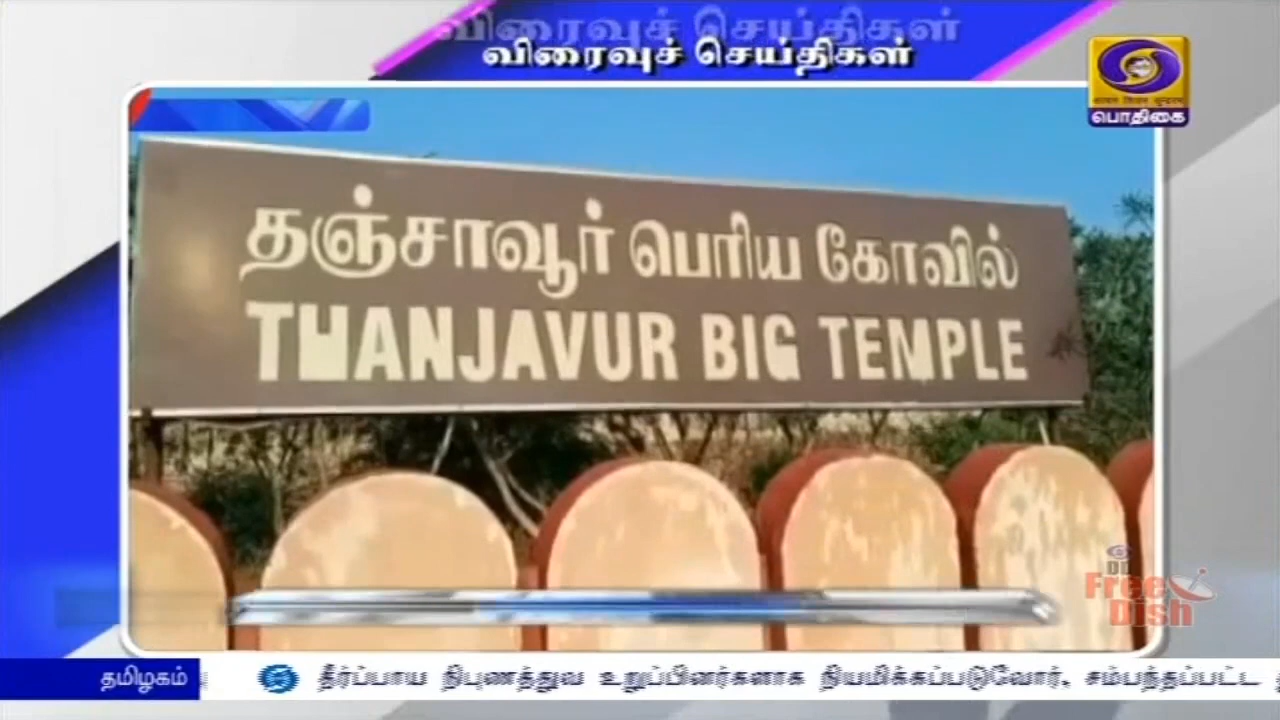 விரைவுச் செய்திகள்
விரைவுச் செய்திகள்
பொதிகை
தஞ்சாவூர் பெரிய கோவில்
THANJAVUR BIG TEMPLE
DD
Free
Dish
தமிழகம்
தீர்ப்பாய நிபுணத்துவ உறுப்பினர்களாக நியமிக்கப்படுவோர், சம்பந்தப்பட்ட